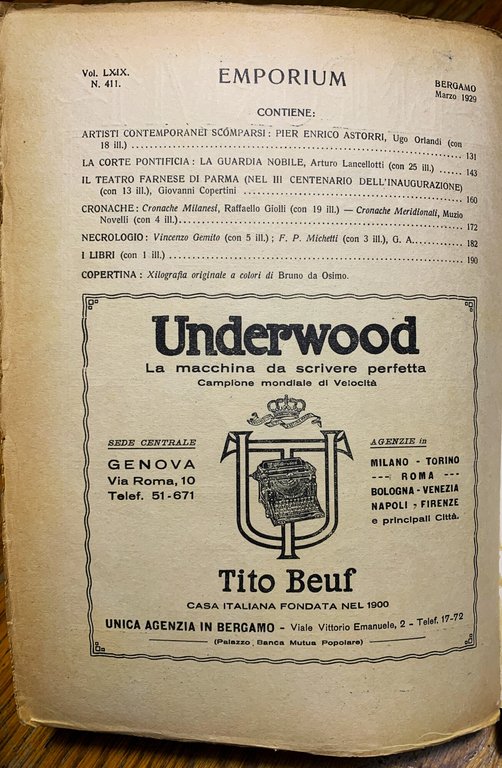 Vol. LXIX.
N. 411.
EMPORIUM
BERGAMO
Marzo 1929
CONTIENE:
ARTISTI CONTEMPORANEI SCOMPARSI: PIER ENRICO ASTORRI, Ugo Orlandi (con
18 ill.) 131
LA CORTE PONTIFICIA: LA GUARDIA NOBILE, Arturo Lancellotti (con 25 ill.) 143
IL TEATRO FARNESE DI PARMA (NEL III CENTENARIO DELL'INAUGURAZIONE)
(con 13 ill.), Giovanni Copertini 160
CRONACHE: Cronache Milanesi, Raffaello Giolli (con 19 ill.) — Cronache Meridionali, Muzio
Novelli (con 4 ill.) 172
NECROLOGIO: Vincenzo Gemito (con 5 ill.); F. P. Michetti (con 3 ill.), G. A. 182
I LIBRI (con 1 ill.) 190
COPERTINA: Xilografia originale a colori di Bruno da Osimo.
Underwood
La macchina da scrivere perfetta
Campione mondiale di Velocità
SEDE CENTRALE
GENOVA
Via Roma, 10
Telef. 51-671
AGENZIE in
MILANO - TORINO
--- ROMA ---
BOLOGNA - VENEZIA
NAPOLI - FIRENZE
e principali Città.
Tito Beuf
CASA ITALIANA FONDATA NEL 1900
UNICA AGENZIA IN BERGAMO - Viale Vittorio Emanuele, 2 - Telef. 17-72
(Palazzo Banca Mutua Popolare)